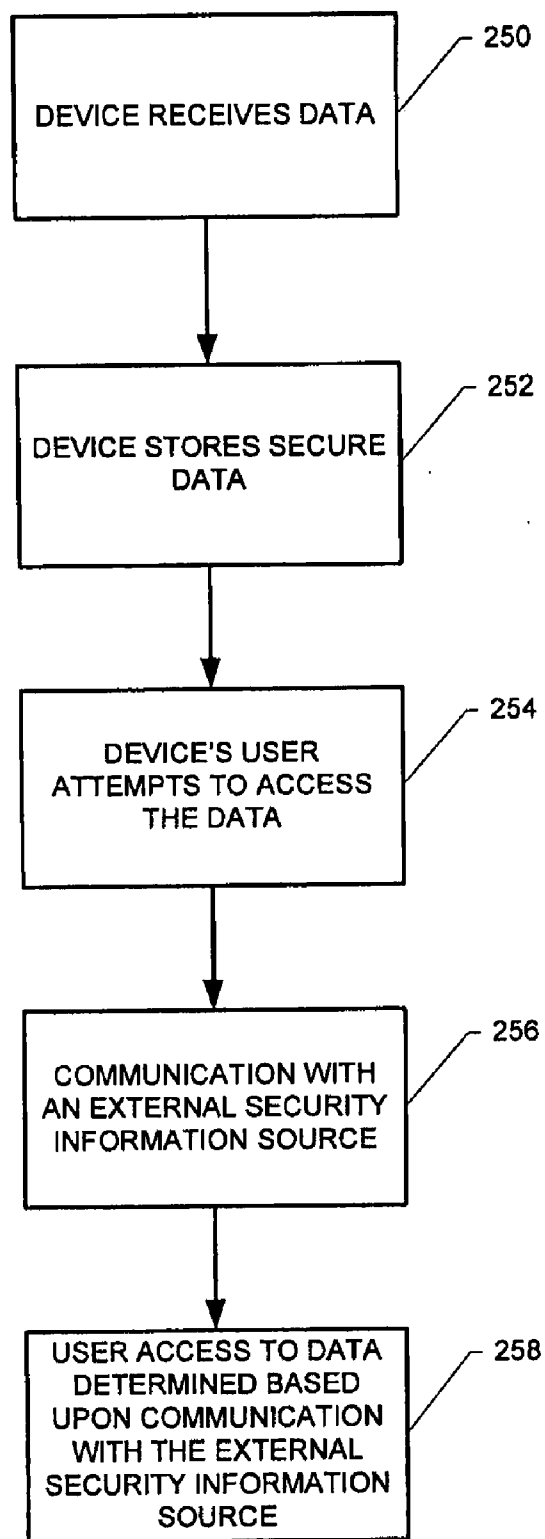 250
DEVICE RECEIVES DATA
252
DEVICE STORES SECURE
DATA
254
DEVICE'S USER
ATTEMPTS TO ACCESS
THE DATA
256
COMMUNICATION WITH
AN EXTERNAL SECURITY
INFORMATION SOURCE
258
USER ACCESS TO DATA
DETERMINED BASED
UPON COMMUNICATION
WITH THE EXTERNAL
SECURITY INFORMATION
SOURCE